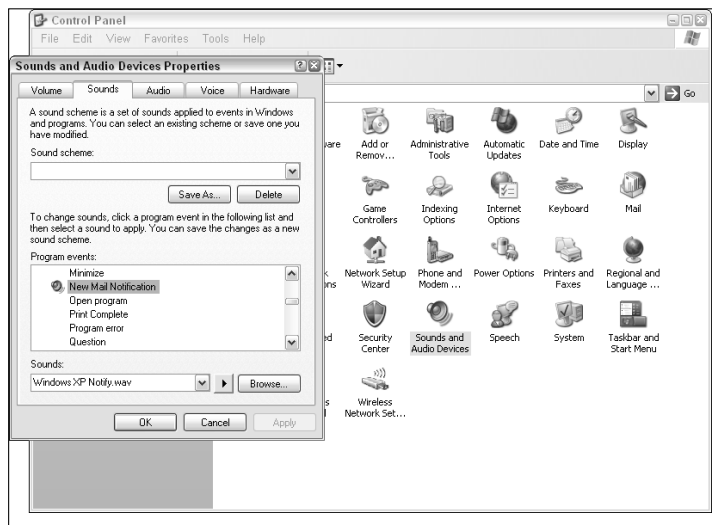 Control Panel
File Edit View Favorites Tools Help
Sounds and Audio Devices Properties
Volume Sounds Audio Voice Hardware
Go
A sound scheme is a set of sounds applied to events in Windows
and programs. You can select an existing scheme or save one you
have modified.
Sound scheme:
Save As... Delete
To change sounds, click a program event in the following list and
then select a sound to apply. You can save the changes as a new
sound scheme.
Program events:
Minimize
New Mail Notification
Open program
Print Complete
Program error
Question
Sounds:
Windows XP Notify.wav
Browse...
OK Cancel Apply
Add or
Remov...
Administrative
Tools
Automatic
Updates
Date and Time
Display
Game
Controllers
Indexing
Options
Internet
Options
Keyboard
Mail
Network Setup
Wizard
Phone and
Modem ...
Power Options
Printers and
Faxes
Regional and
Language ...
Security
Center
Sounds and
Audio Devices
Speech
System
Taskbar and
Start Menu
Wireless
Network Set...